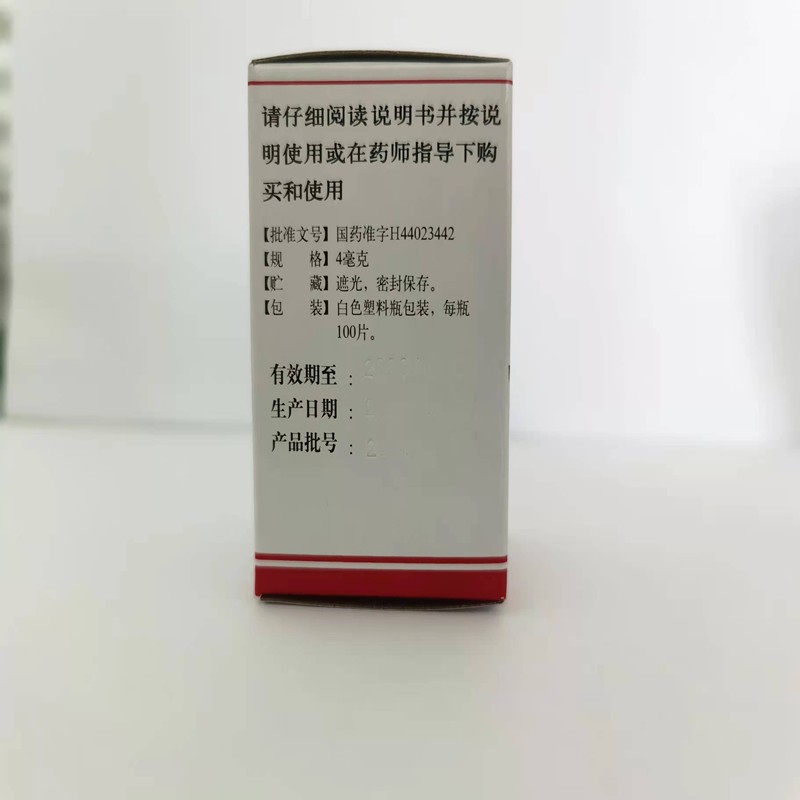 请仔细阅读说明书并按说
明使用或在药师指导下购
买和使用
【批准文号】国药准字H44023442
【规　　格】4毫克
【贮　　藏】遮光，密封保存。
【包　　装】白色塑料瓶包装，每瓶
100片。
有效期至：
生产日期：
产品批号：